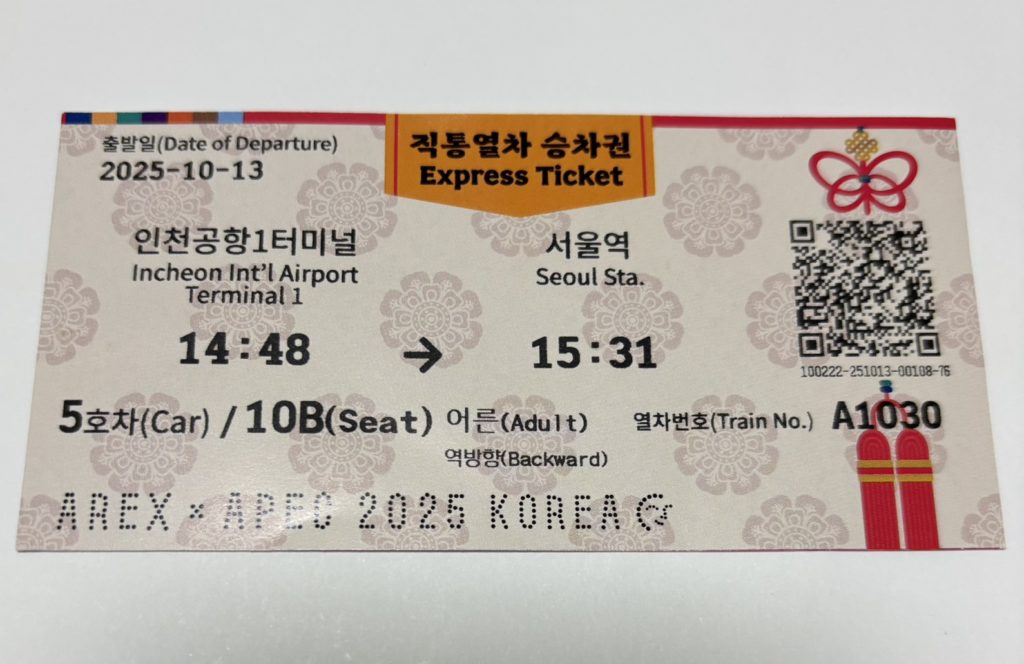 출발일(Date of Departure)
2025-10-13
직통열차 승차권
Express Ticket
인천공항1터미널
Incheon Int'l Airport
Terminal 1
서울역
Seoul Sta.
14:48 → 15:31
100222-251013-00108-76
5호차(Car) / 10B(Seat) 어른(Adult) 열차번호(Train No.) A1030
역방향(Backward)
AREX × APEC 2025 KOREA